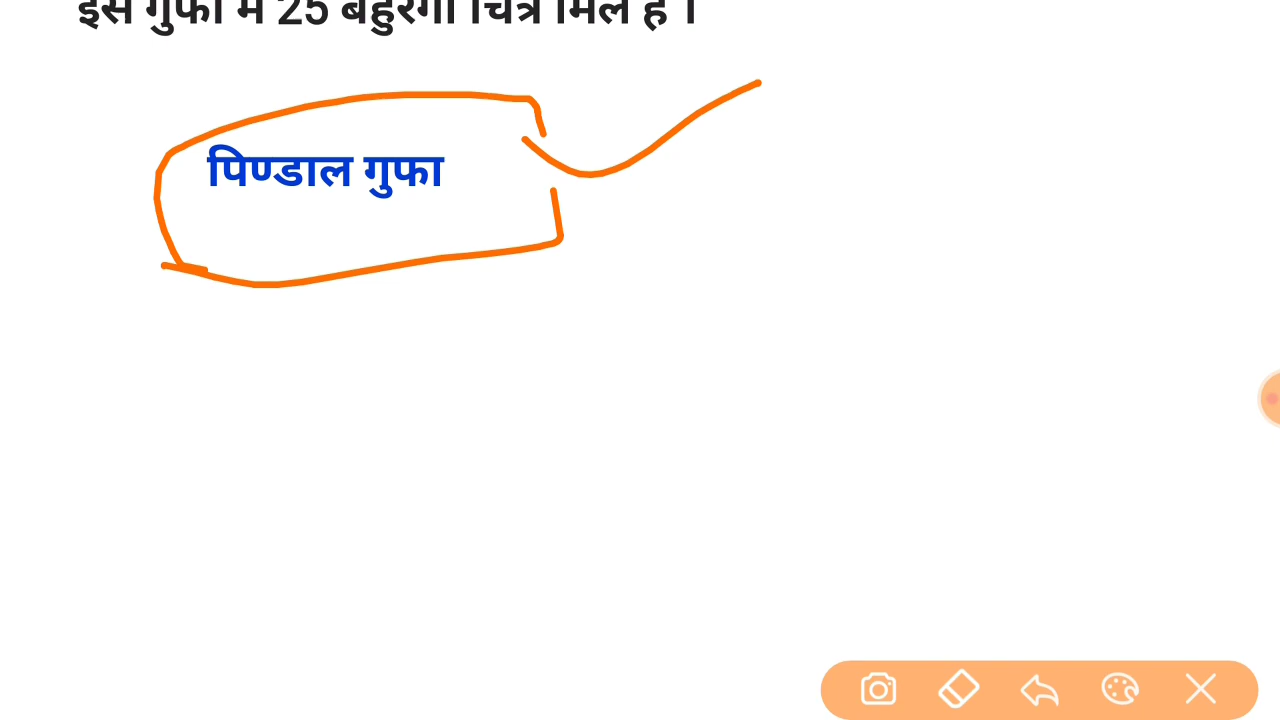 इस गुफा में 25 बहुरंगी चित्र मिले हैं ।
पिण्डाल गुफा